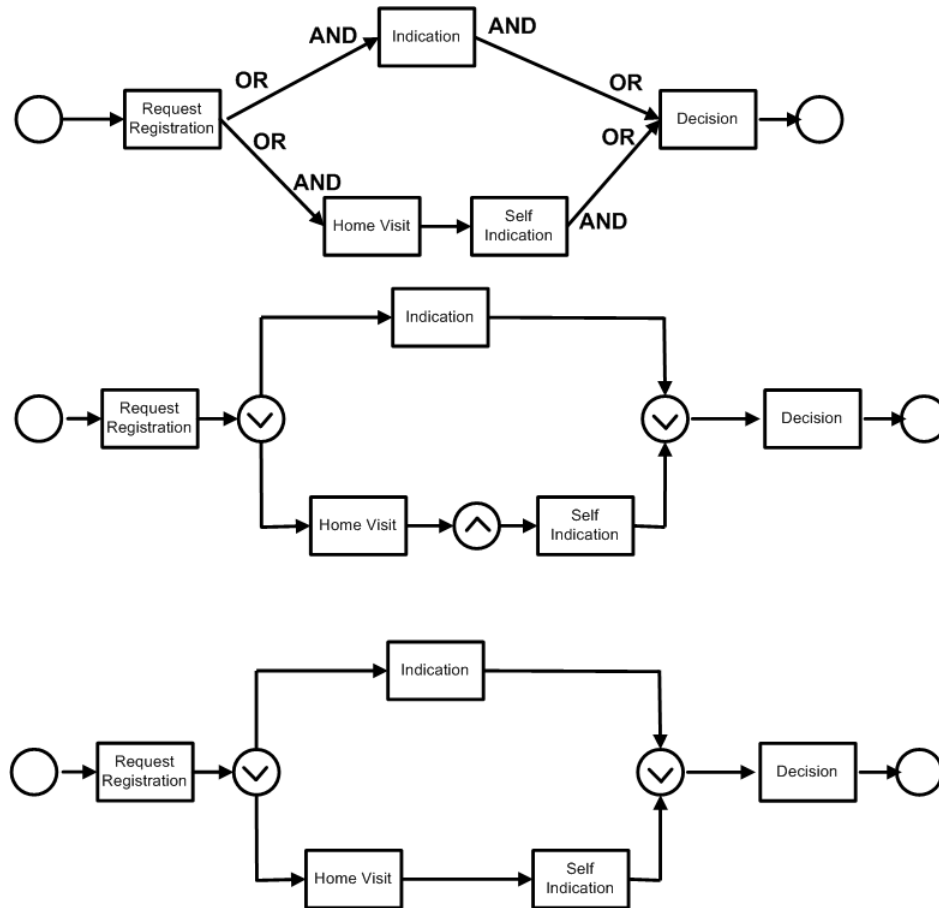 AND
Indication
AND
OR
OR
Request
Registration
Decision
OR
OR
AND
Home Visit
Self
Indication
AND
Indication
Request
Registration
Decision
Home Visit
Self
Indication
Indication
Request
Registration
Decision
Home Visit
Self
Indication